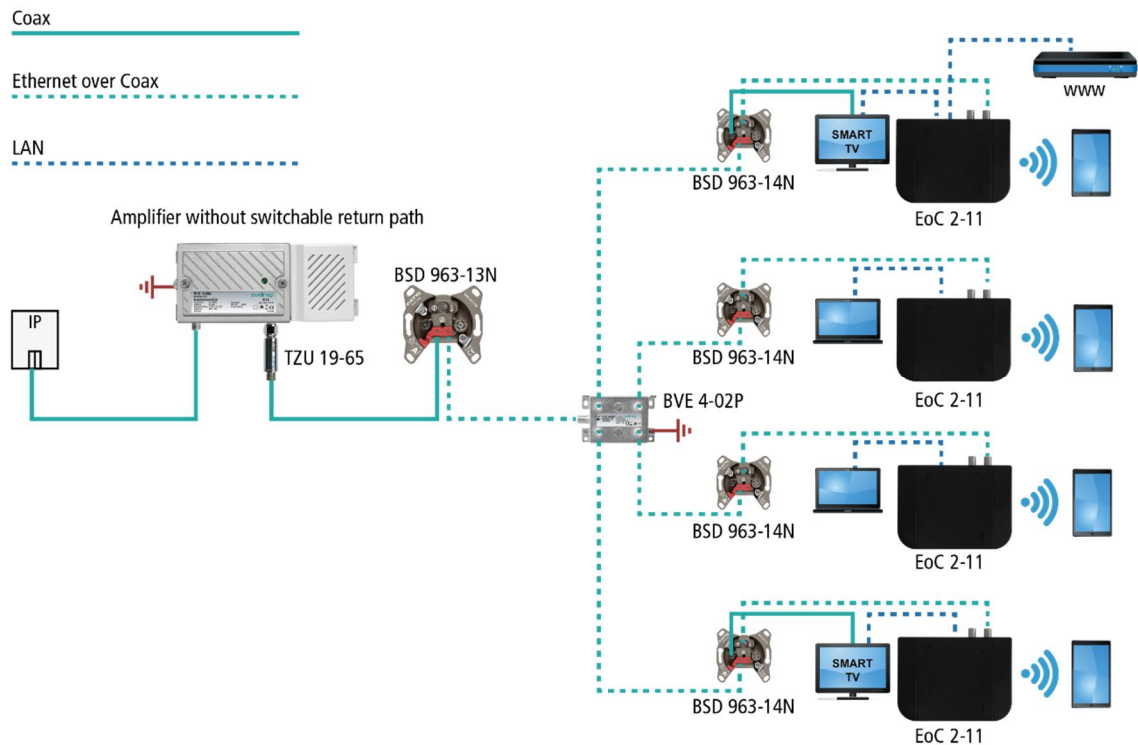 Coax
Ethernet over Coax
LAN
Amplifier without switchable return path
IP
TZU 19-65
BSD 963-13N
BVE 4-02P
BSD 963-14N
SMART
TV
EoC 2-11
WWW
BSD 963-14N
EoC 2-11
BSD 963-14N
EoC 2-11
BSD 963-14N
SMART
TV
EoC 2-11